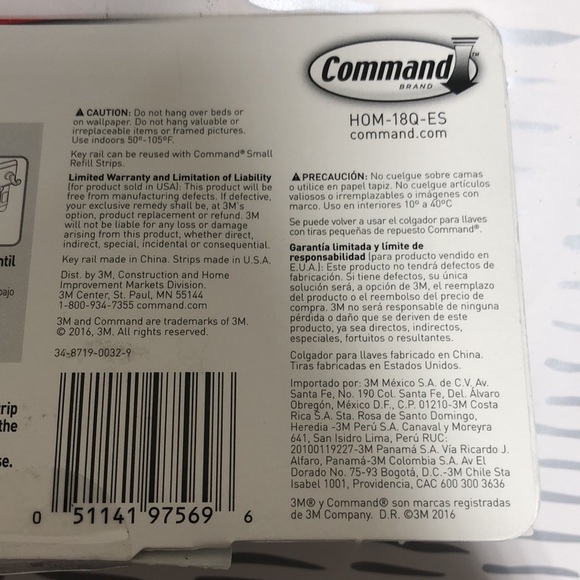 Command™
BRAND
HOM-18Q-ES
command.com
⚠ CAUTION: Do not hang over beds or
on wallpaper. Do not hang valuable or
irreplaceable items or framed pictures.
Use indoors 50º-105ºF.
Key rail can be reused with Command® Small
Refill Strips.
Limited Warranty and Limitation of Liability
(for product sold in USA): This product will be
free from manufacturing defects. If defective,
your exclusive remedy shall be, at 3M's
option, product replacement or refund. 3M
will not be liable for any loss or damage
arising from this product, whether direct,
indirect, special, incidental or consequential.
Key rail made in China. Strips made in U.S.A.
Dist. by 3M, Construction and Home
Improvement Markets Division.
3M Center, St. Paul, MN 55144
1-800-934-7355 command.com
3M and Command are trademarks of 3M.
© 2016, 3M. All rights reserved.
34-8719-0032-9
⚠PRECAUCIÓN: No cuelgue sobre camas
o utilice en papel tapiz. No cuelgue artículos
valiosos o irremplazables o imágenes con
marco. Uso en interiores 10º a 40ºC
Se puede volver a usar el colgador para llaves
con tiras pequeñas de repuesto Command®.
Garantía limitada y límite de
responsabilidad (para producto vendido en
E.U.A.): Este producto no tendrá defectos de
fabricación. Si tiene defectos, su única
solución será, a opción de 3M, el reemplazo
del producto o el reembolso del precio de
compra. 3M no será responsable de ninguna
pérdida o daño que se deriven de este
producto, ya sea directos, indirectos,
especiales, fortuitos o resultantes.
Colgador para llaves fabricado en China.
Tiras fabricadas en Estados Unidos.
Importado por: 3M México S.A. de C.V. Av.
Santa Fe, No. 190 Col. Santa Fe, Del. Álvaro
Obregón, México D.F., C.P. 01210-3M Costa
Rica S.A. Sta. Rosa de Santo Domingo,
Heredia -3M Perú S.A. Canaval y Moreyra
641, San Isidro Lima, Perú RUC:
20100119227-3M Panamá S.A. Vía Ricardo J.
Alfaro, Panamá-3M Colombia S.A. Av El
Dorado No. 75-93 Bogotá, D.C.-3M Chile Sta
Isabel 1001, Providencia, CAC 600 300 3636
3M® y Command® son marcas registradas
de 3M Company. D.R. ©3M 2016
ntil
bajo
rip
the
se.
0 51141 97569 6